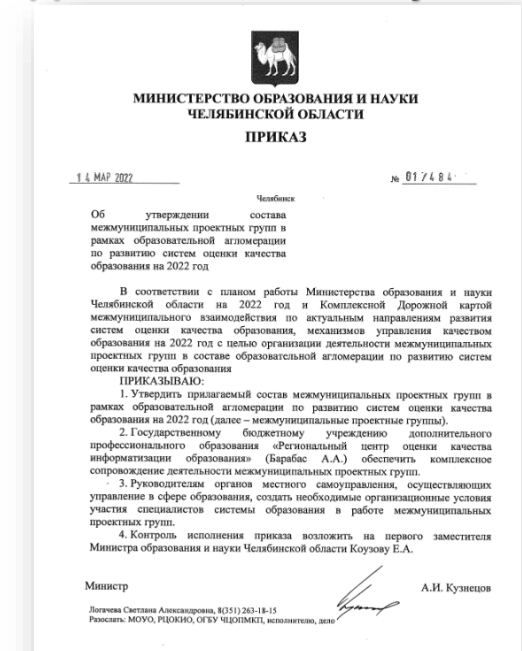 МИНИСТЕРСТВО ОБРАЗОВАНИЯ И НАУКИ
ЧЕЛЯБИНСКОЙ ОБЛАСТИ
ПРИКАЗ
14 МАР 2022
№ 01/484
Челябинск
Об утверждении состава
межмуниципальных проектных групп в
рамках образовательной агломерации
по развитию систем оценки качества
образования на 2022 год
В соответствии с планом работы Министерства образования и науки
Челябинской области на 2022 год и Комплексной Дорожной картой
межмуниципального взаимодействия по актуальным направлениям развития
систем оценки качества образования, механизмов управления качеством
образования на 2022 год с целью организации деятельности межмуниципальных
проектных групп в составе образовательной агломерации по развитию систем
оценки качества образования
ПРИКАЗЫВАЮ:
1. Утвердить прилагаемый состав межмуниципальных проектных групп в
рамках образовательной агломерации по развитию систем оценки качества
образования на 2022 год (далее – межмуниципальные проектные группы).
2. Государственному бюджетному учреждению дополнительного
профессионального образования «Региональный центр оценки качества
информатизации образования» (Барабас А.А.) обеспечить комплексное
сопровождение деятельности межмуниципальных проектных групп.
3. Руководителям органов местного самоуправления, осуществляющих
управление в сфере образования, создать необходимые организационные условия
участия специалистов системы образования в работе межмуниципальных
проектных групп.
4. Контроль исполнения приказа возложить на первого заместителя
Министра образования и науки Челябинской области Коузову Е.А.
Министр
А.И. Кузнецов
Логачева Светлана Александровна, 8(351) 263-18-15
Разослать: МОУО, РЦОКИО, ОГБУ ЧЦОПМКП, исполнителю, дело